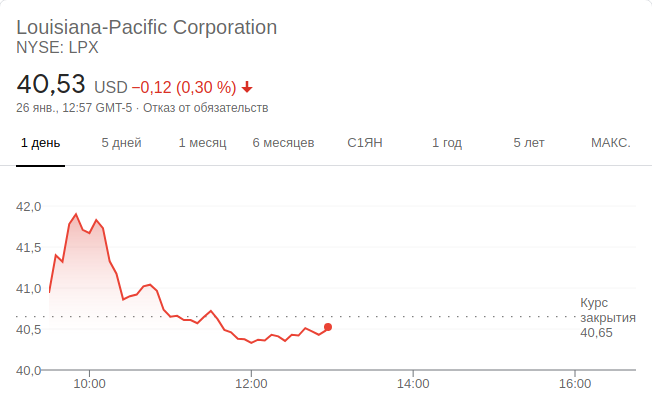 Louisiana-Pacific Corporation
NYSE: LPX
40,53 USD −0,12 (0,30 %)
26 янв., 12:57 GMT-5 · Отказ от обязательств
1 день 5 дней 1 месяц 6 месяцев С1ЯН 1 год 5 лет МАКС.
42,0
41,5
41,0
Курс
закрытия
40,65
40,5
40,0
10:00 12:00 14:00 16:00